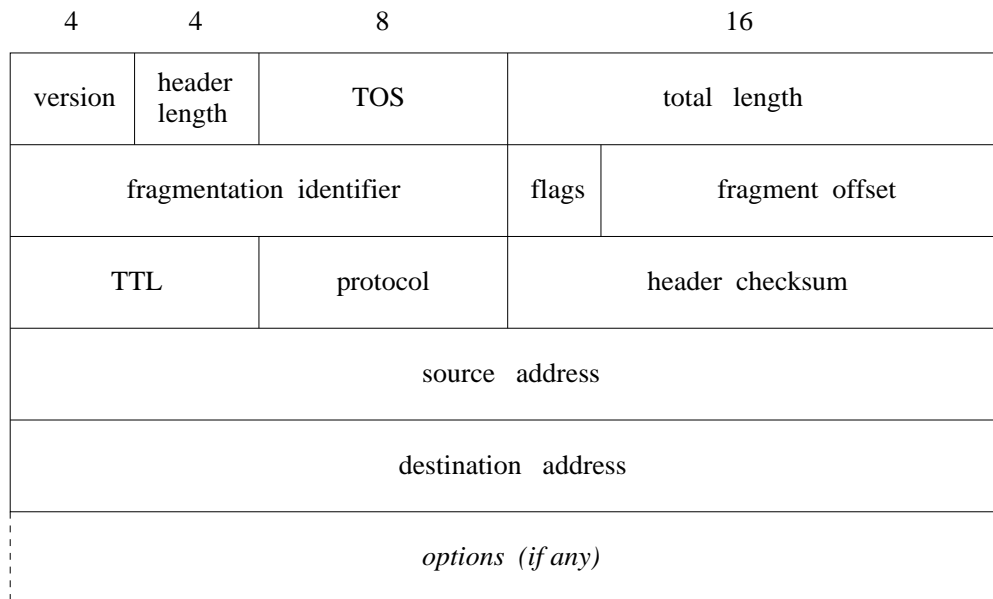 4 4 8 16
version header length TOS total length
fragmentation identifier flags fragment offset
TTL protocol header checksum
source address
destination address
options (if any)